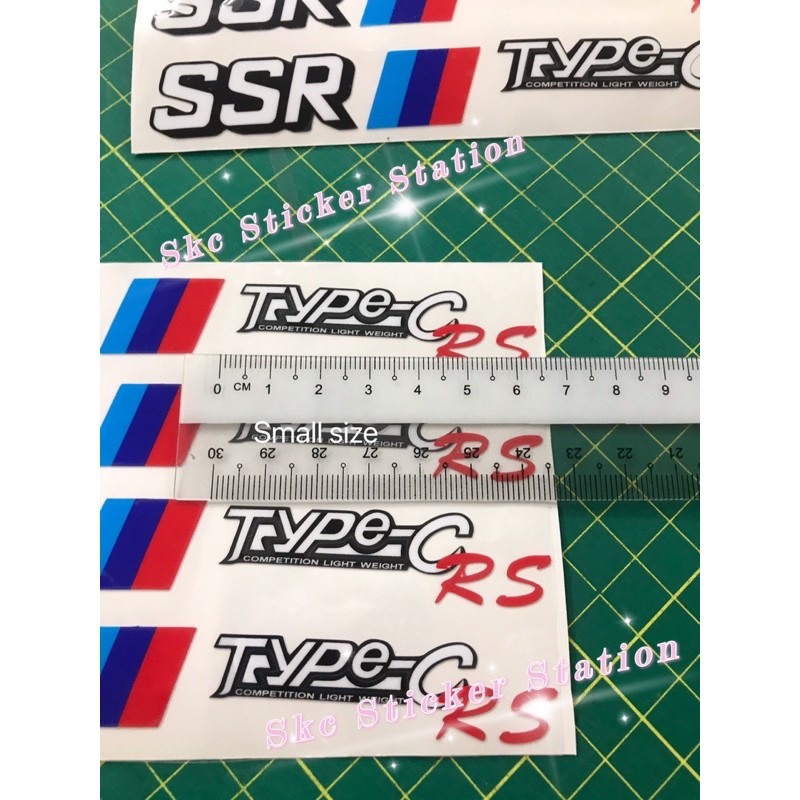 SSR
SSR
TYPe-C
COMPETITION LIGHT WEIGHT
Skc Sticker Station
TYPe-C
COMPETITION LIGHT WEIGHT
RS
0 CM 1 2 3 4 5 6 7 8 9
Small size
WEIGHT
RS
30 29 28 27 26 25 24 23 22 21
TYPe-C
COMPETITION LIGHT WEIGHT
RS
TYPe-C
COMPETITION LIGHT WEIGHT
RS
Skc Sticker Station